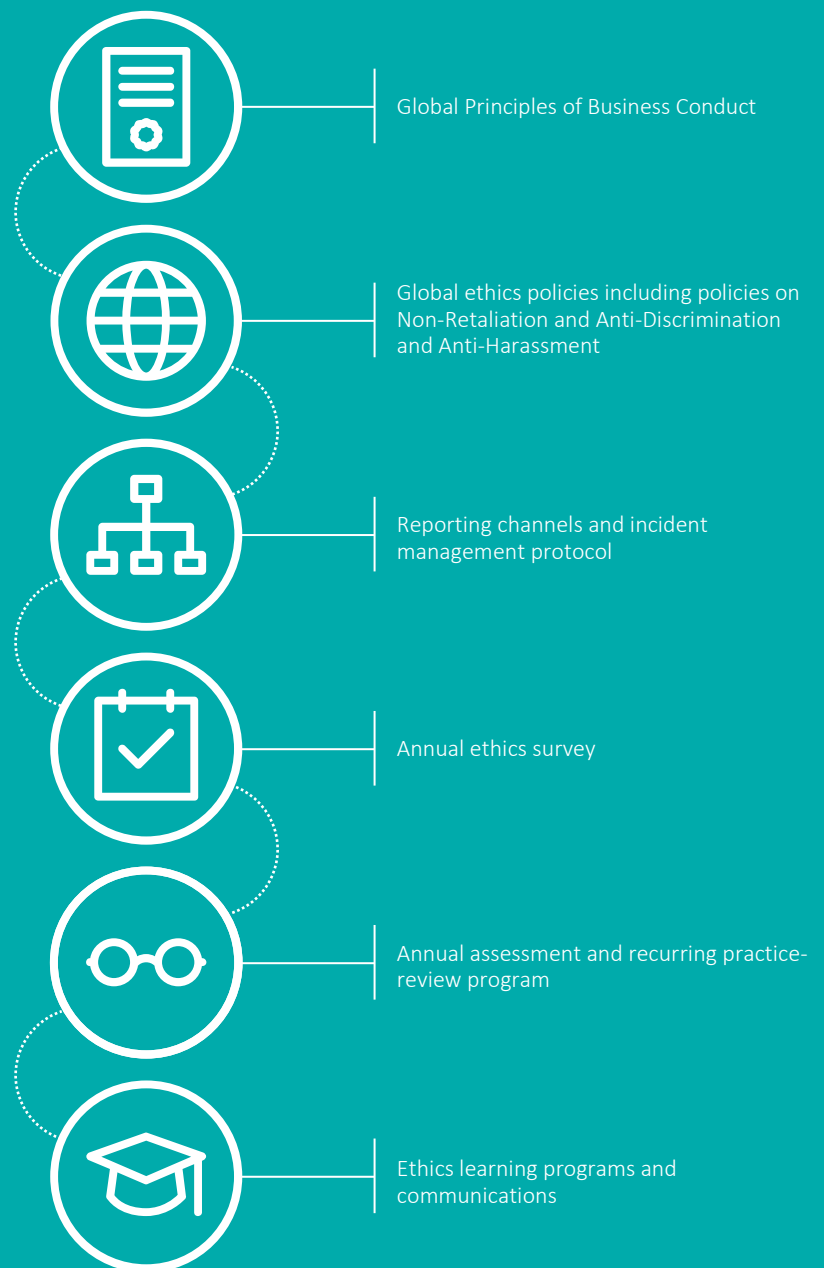 Global Principles of Business Conduct
Global ethics policies including policies on
Non-Retaliation and Anti-Discrimination
and Anti-Harassment
Reporting channels and incident
management protocol
Annual ethics survey
Annual assessment and recurring practice-
review program
Ethics learning programs and
communications